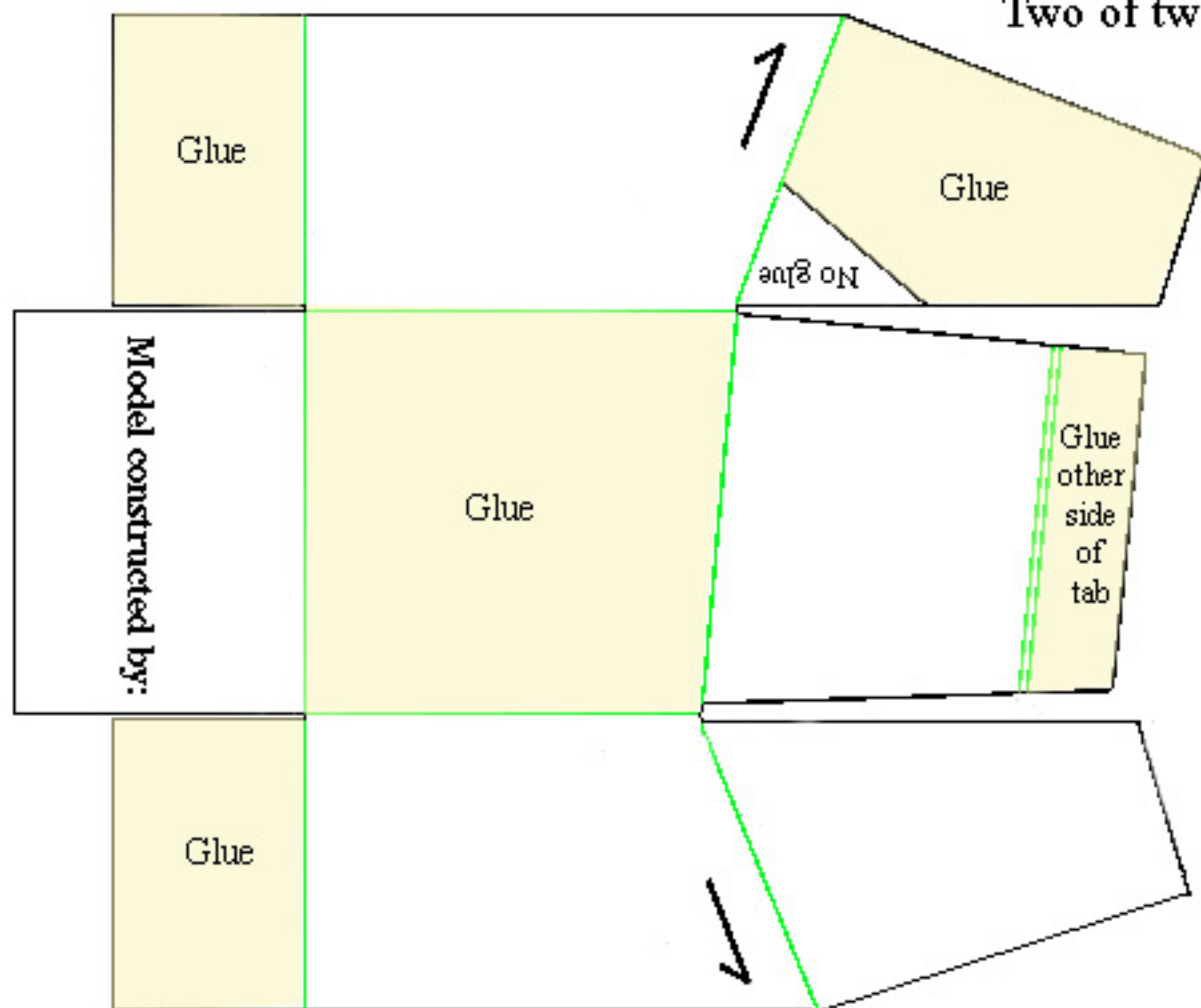 Two of tw
Glue
Glue
No glue
Model constructed by:
Glue
Glue
other
side
of
tab
Glue